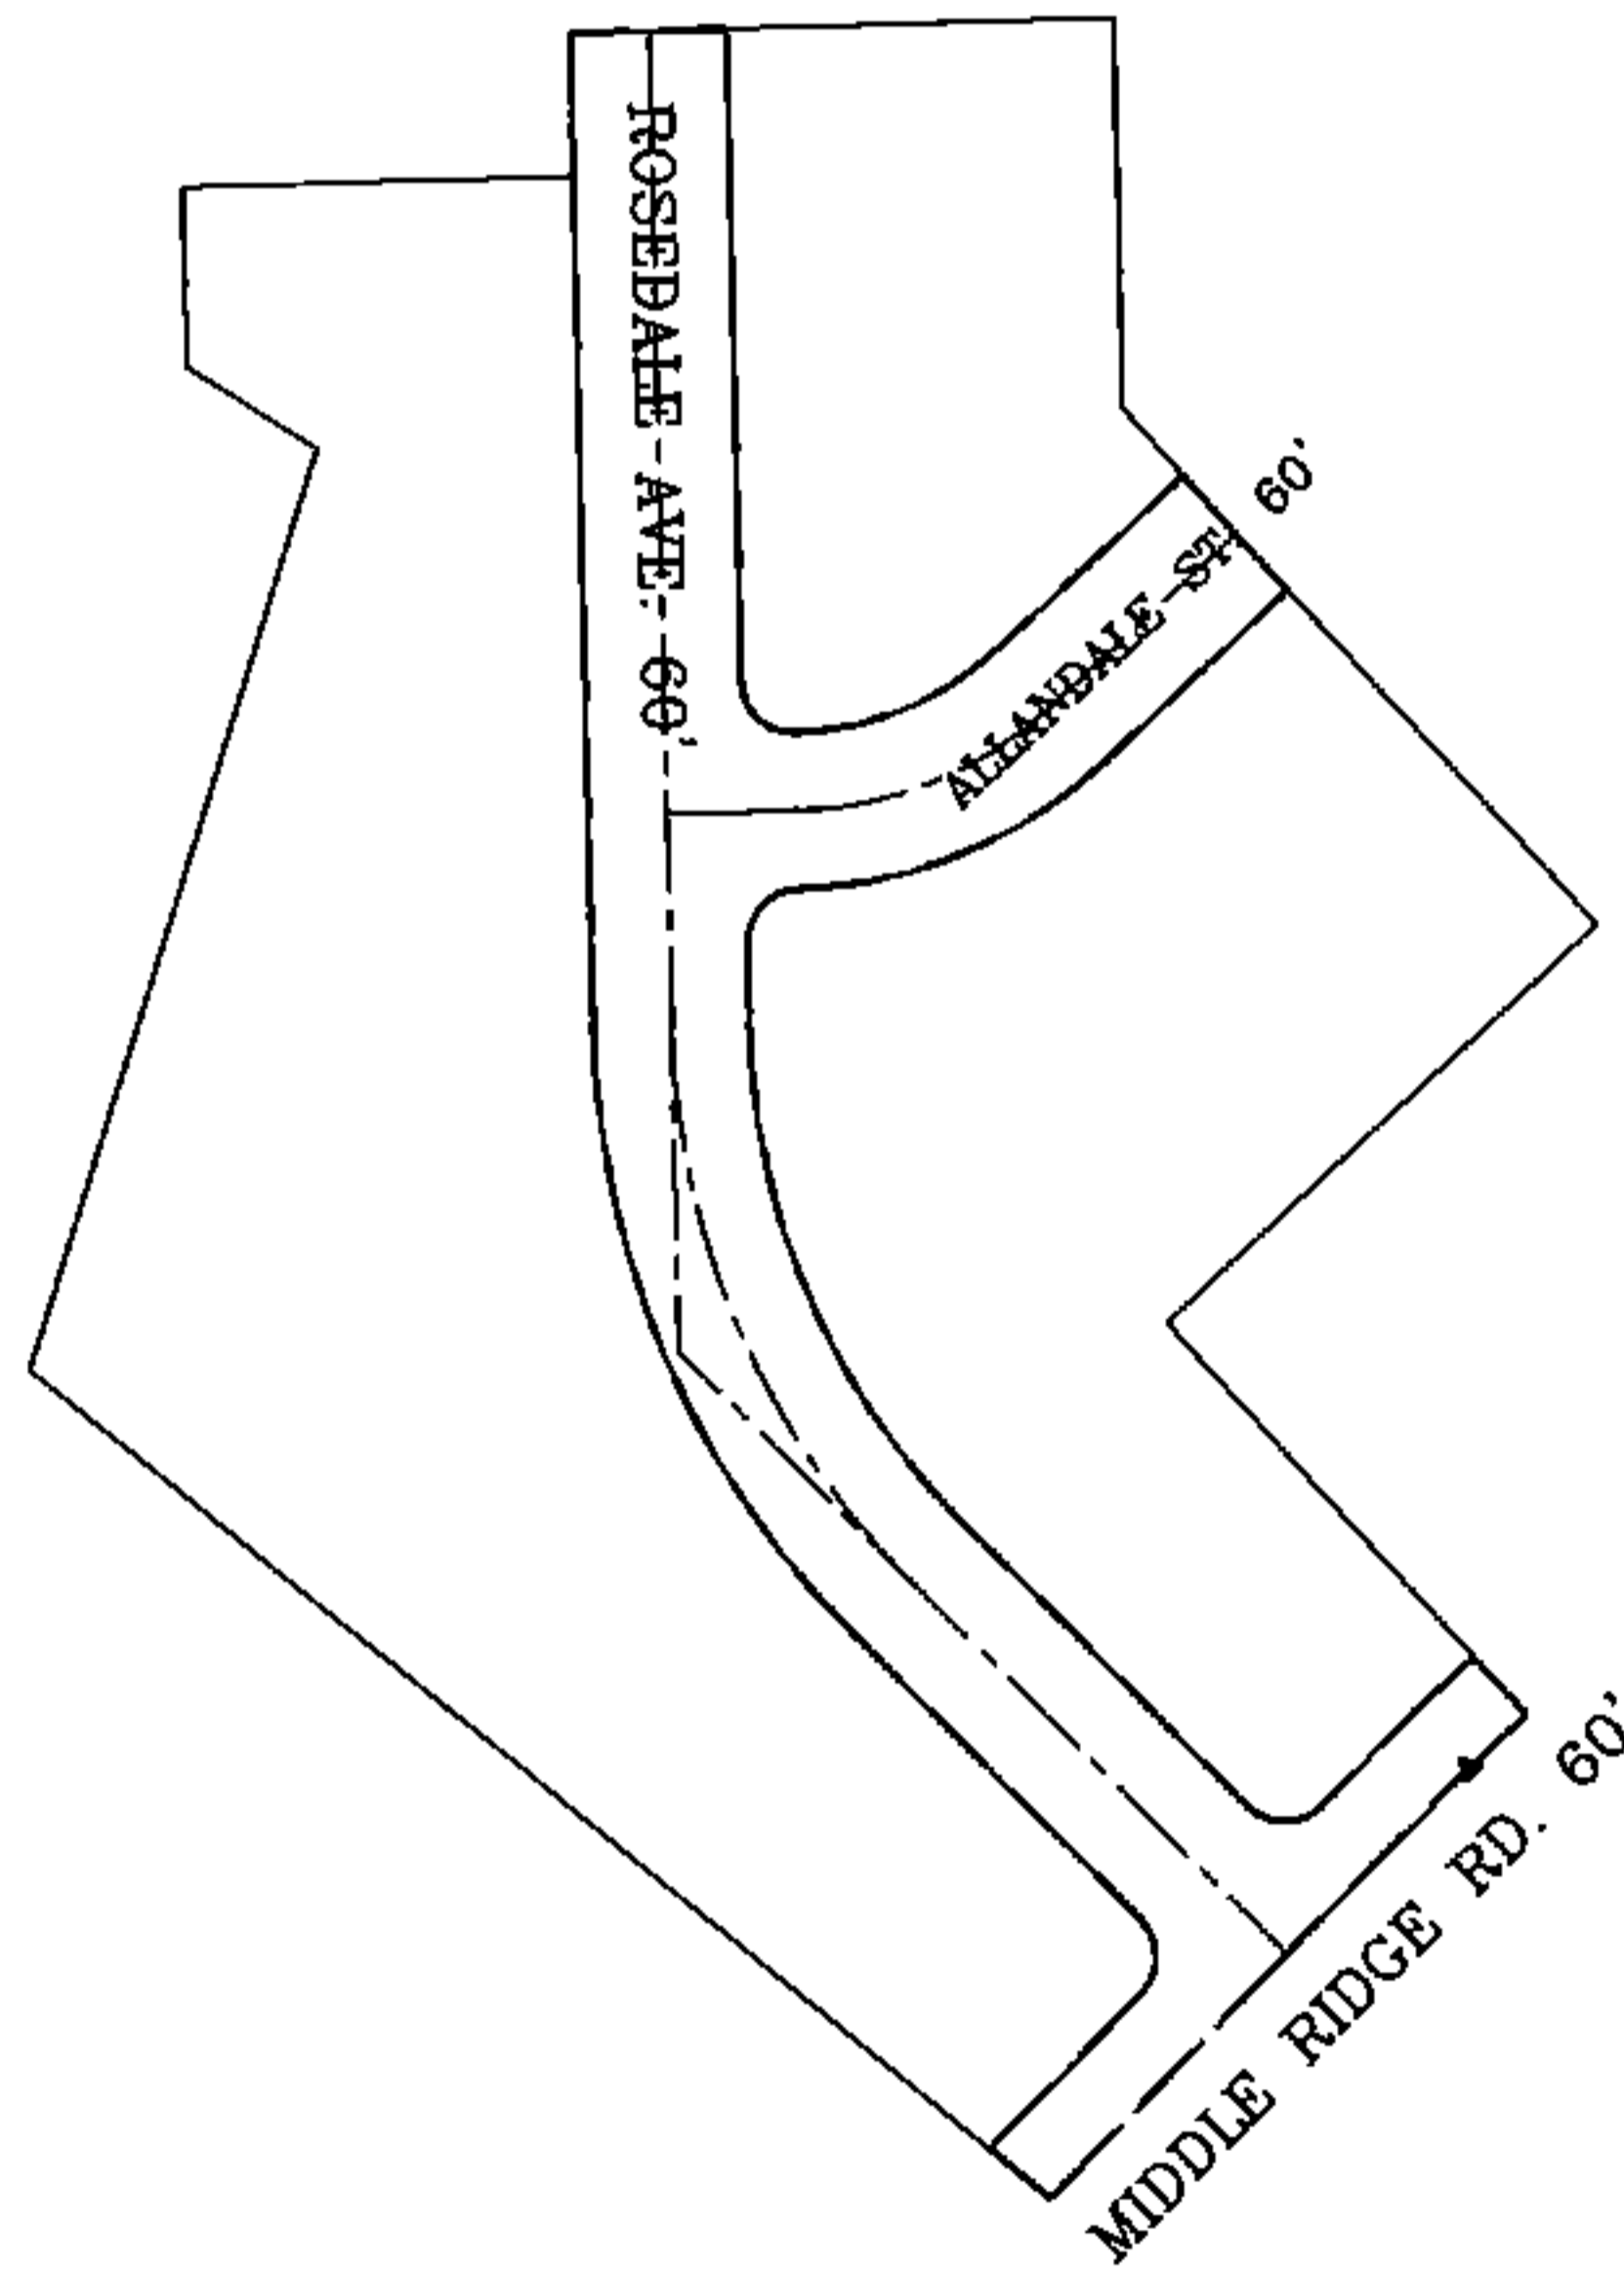 ROSEDALE AVE. 60'
60'
ALLANDALE ST.
MIDDLE RIDGE RD. 60'